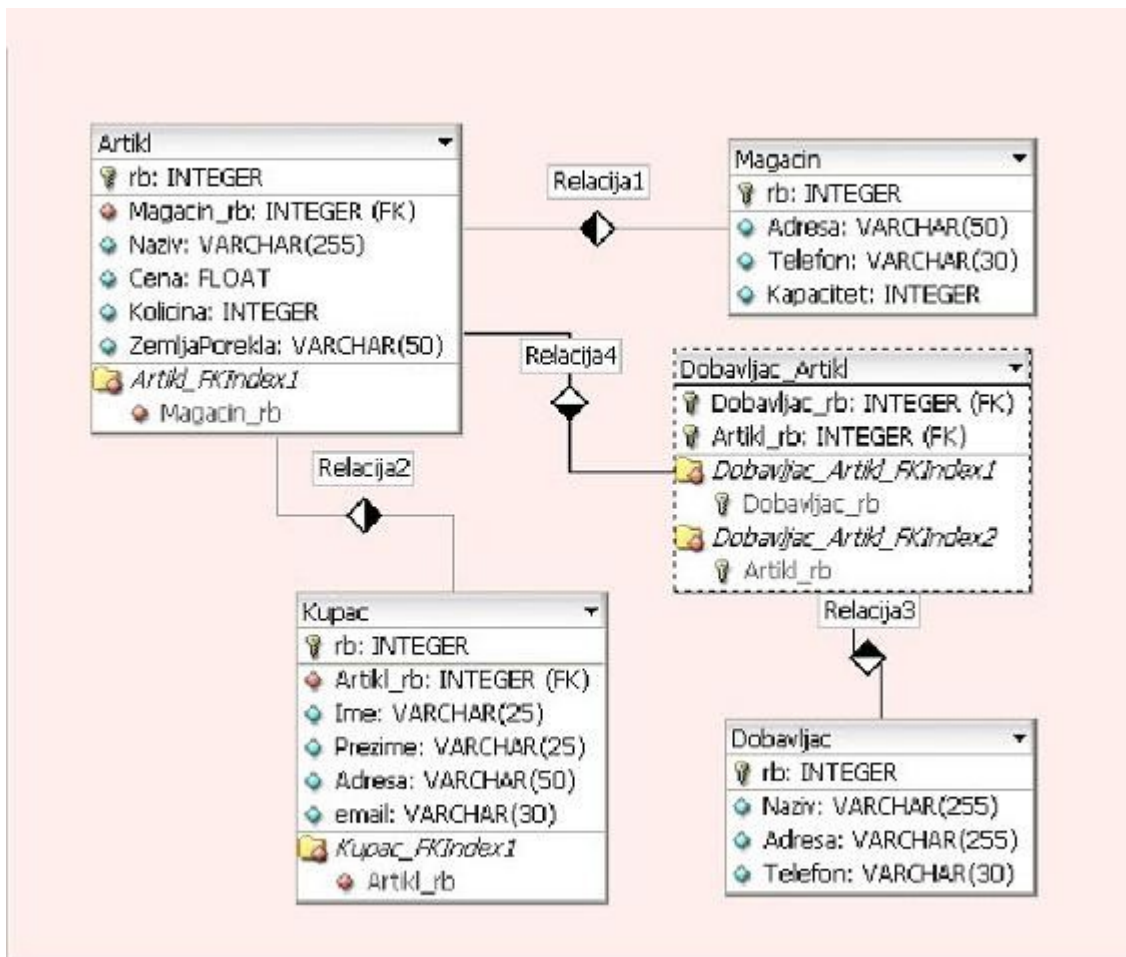 Artikl
rb: INTEGER
Magacin_rb: INTEGER (FK)
Naziv: VARCHAR(255)
Cena: FLOAT
Kolicina: INTEGER
ZemljaPorekla: VARCHAR(50)
Artikl_FKIndex1
Magacin_rb
Relacija1
Magacin
rb: INTEGER
Adresa: VARCHAR(50)
Telefon: VARCHAR(30)
Kapacitet: INTEGER
Relacija4
Dobavljac_Artikl
Dobavljac_rb: INTEGER (FK)
Artikl_rb: INTEGER (FK)
Dobavljac_Artikl_FKIndex1
Dobavljac_rb
Dobavljac_Artikl_FKIndex2
Artikl_rb
Relacija2
Kupac
rb: INTEGER
Artikl_rb: INTEGER (FK)
Ime: VARCHAR(25)
Prezime: VARCHAR(25)
Adresa: VARCHAR(50)
email: VARCHAR(30)
Kupac_FKIndex1
Artikl_rb
Relacija3
Dobavljac
rb: INTEGER
Naziv: VARCHAR(255)
Adresa: VARCHAR(255)
Telefon: VARCHAR(30)